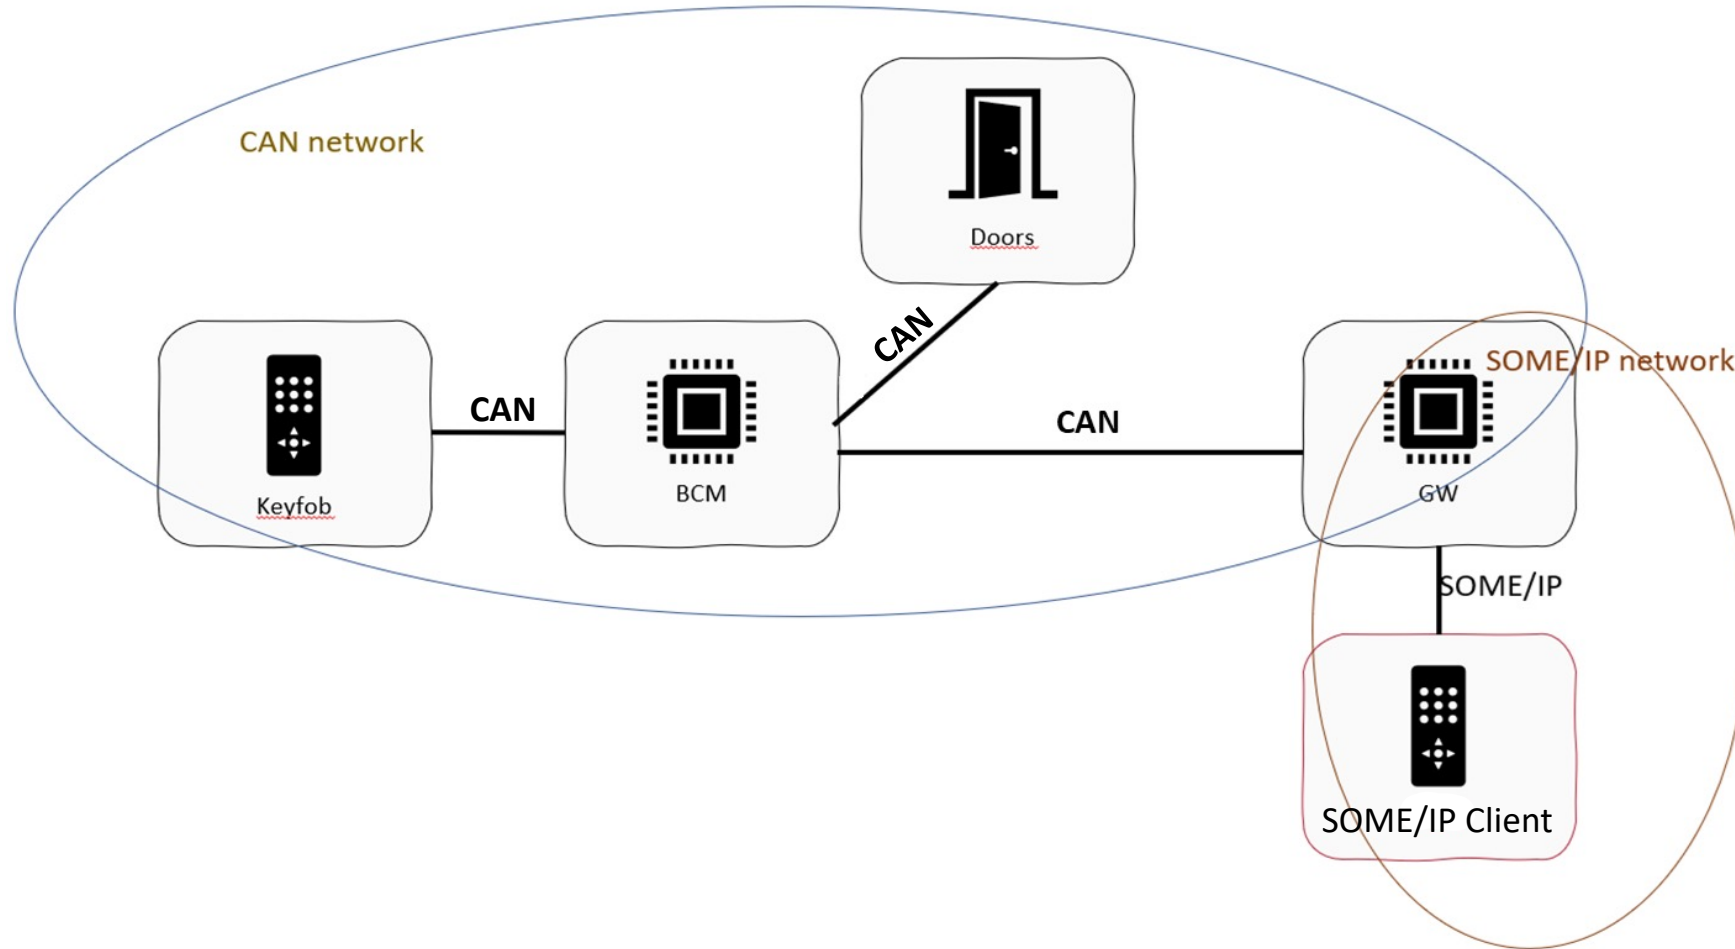 CAN network
Doors
CAN
SOME/IP network
CAN
CAN
Keyfob
BCM
GW
SOME/IP
SOME/IP Client